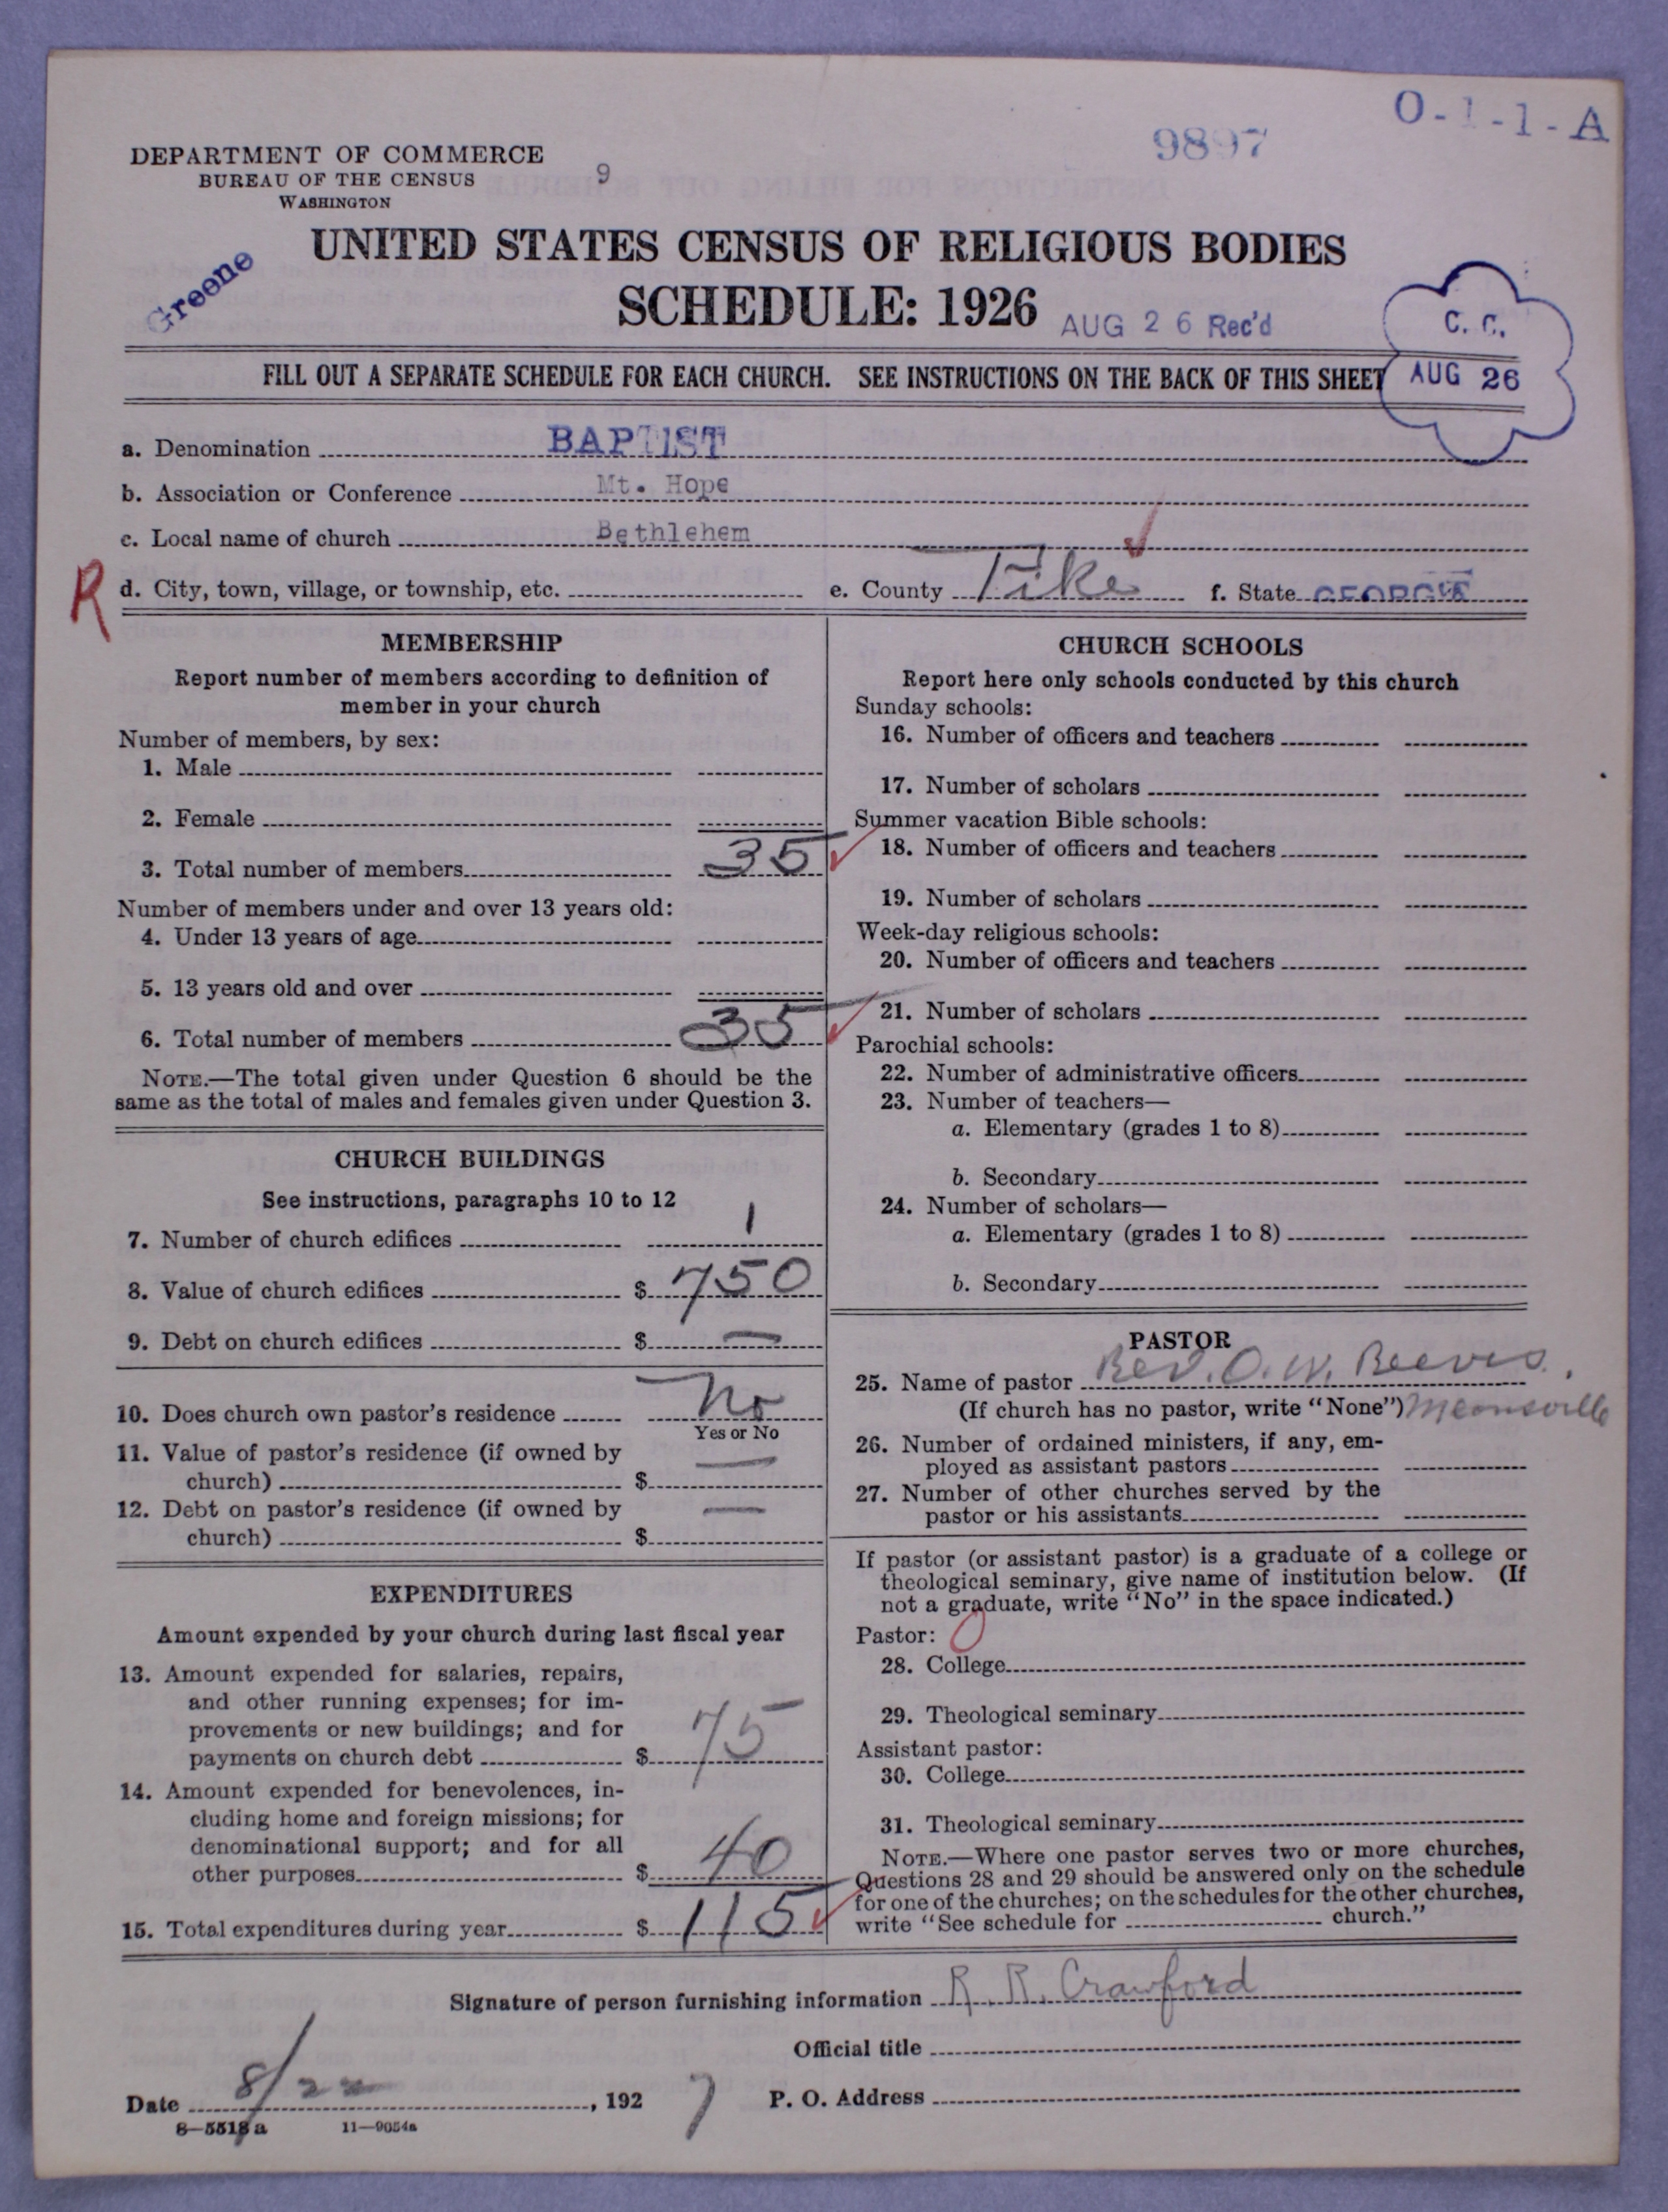 O-1-1-A
9897
DEPARTMENT OF COMMERCE
BUREAU OF THE CENSUS
WASHINGTON
9
Greene
UNITED STATES CENSUS OF RELIGIOUS BODIES
SCHEDULE: 1926
AUG 26 Rec'd
C. C.
AUG 26
FILL OUT A SEPARATE SCHEDULE FOR EACH CHURCH. SEE INSTRUCTIONS ON THE BACK OF THIS SHEET
a. Denomination BAPTIST
b. Association or Conference Mt. Hope
c. Local name of church Bethlehem
R d. City, town, village, or township, etc. e. County Pike f. State GEORGIA
MEMBERSHIP
Report number of members according to definition of
member in your church
Number of members, by sex:
1. Male
2. Female
3. Total number of members 35
Number of members under and over 13 years old:
4. Under 13 years of age
5. 13 years old and over
6. Total number of members 35
NOTE.—The total given under Question 6 should be the
same as the total of males and females given under Question 3.
CHURCH BUILDINGS
See instructions, paragraphs 10 to 12
7. Number of church edifices 1
8. Value of church edifices $ 750
9. Debt on church edifices $ —
10. Does church own pastor's residence No
Yes or No
11. Value of pastor's residence (if owned by
church) $ —
12. Debt on pastor's residence (if owned by
church) $ —
EXPENDITURES
Amount expended by your church during last fiscal year
13. Amount expended for salaries, repairs,
and other running expenses; for im-
provements or new buildings; and for
payments on church debt $ 75
14. Amount expended for benevolences, in-
cluding home and foreign missions; for
denominational support; and for all
other purposes $ 40
15. Total expenditures during year $ 115
CHURCH SCHOOLS
Report here only schools conducted by this church
Sunday schools:
16. Number of officers and teachers
17. Number of scholars
Summer vacation Bible schools:
18. Number of officers and teachers
19. Number of scholars
Week-day religious schools:
20. Number of officers and teachers
21. Number of scholars
Parochial schools:
22. Number of administrative officers
23. Number of teachers—
a. Elementary (grades 1 to 8)
b. Secondary
24. Number of scholars—
a. Elementary (grades 1 to 8)
b. Secondary
PASTOR
25. Name of pastor Rev. O. W. Reeves.
(If church has no pastor, write "None")
26. Number of ordained ministers, if any, em-
ployed as assistant pastors
27. Number of other churches served by the
pastor or his assistants
If pastor (or assistant pastor) is a graduate of a college or
theological seminary, give name of institution below. (If
not a graduate, write "No" in the space indicated.)
Pastor: 0
28. College
29. Theological seminary
Assistant pastor:
30. College
31. Theological seminary
NOTE.—Where one pastor serves two or more churches,
Questions 28 and 29 should be answered only on the schedule
for one of the churches; on the schedules for the other churches,
write "See schedule for church."
Signature of person furnishing information R. R. Crawford
Official title
Date 8/22, 1927 P. O. Address
8—5518 a 11—9054a